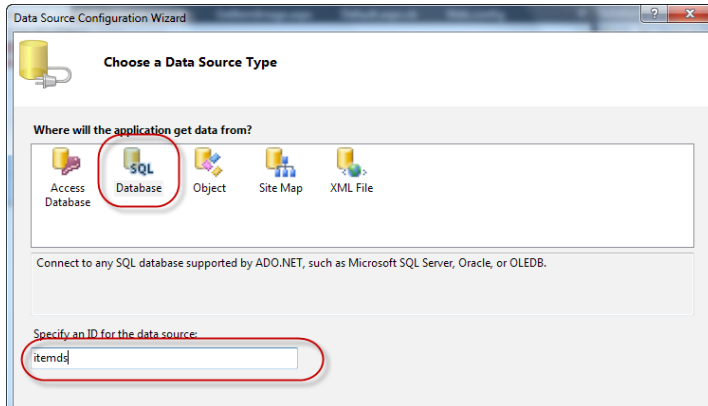 Data Source Configuration Wizard
Choose a Data Source Type
Where will the application get data from?
Access Database
SQL Database
Object
Site Map
XML File
Connect to any SQL database supported by ADO.NET, such as Microsoft SQL Server, Oracle, or OLEDB.
Specify an ID for the data source:
itemds